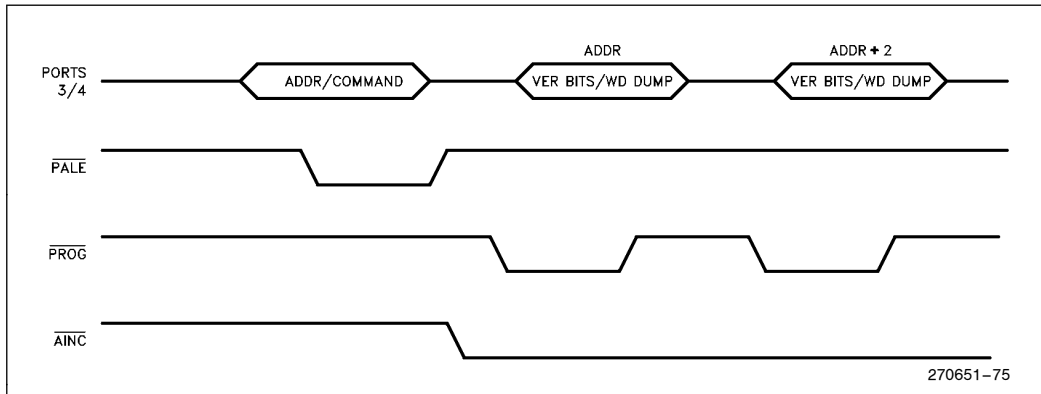 ADDR
ADDR + 2
PORTS
3/4
ADDR/COMMAND
VER BITS/WD DUMP
VER BITS/WD DUMP
PALE
PROG
AINC
270651-75